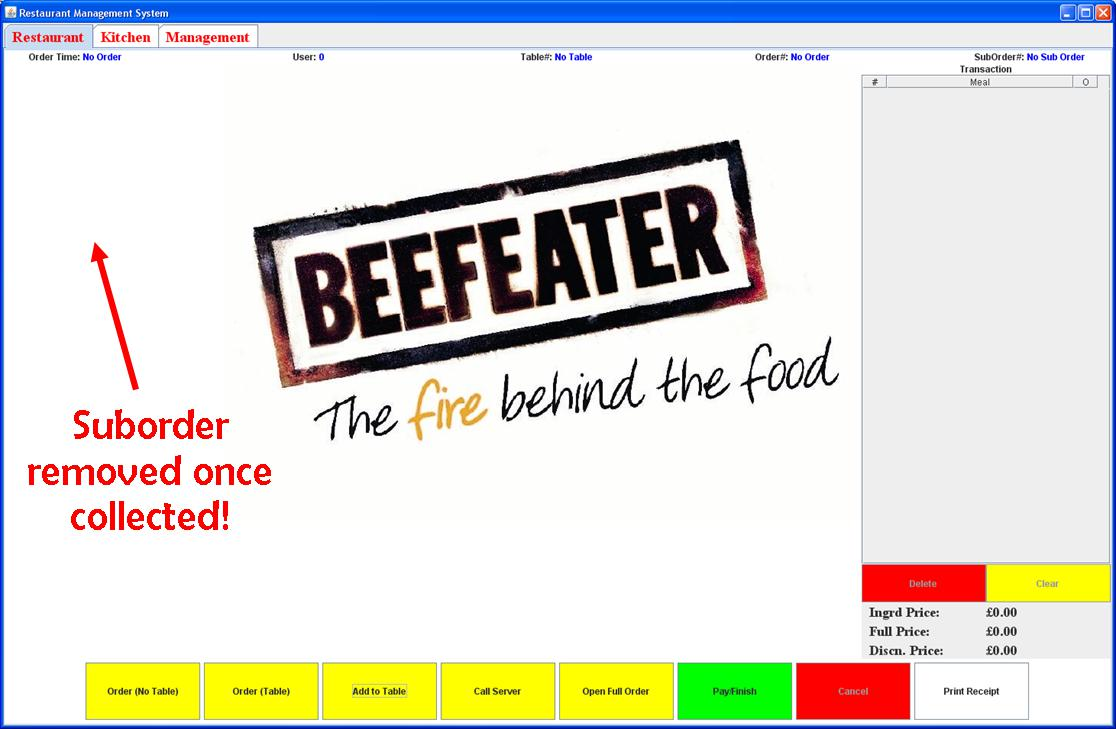 Restaurant Management System
Restaurant Kitchen Management
Order Time: No Order User: 0 Table#: No Table Order#: No Order SubOrder#: No Sub Order
Transaction
# Meal O
BEEFEATER
The fire behind the food
Suborder
removed once
collected!
Delete Clear
Ingrd Price: £0.00
Full Price: £0.00
Discn. Price: £0.00
Order (No Table) Order (Table) Add to Table Call Server Open Full Order Pay/Finish Cancel Print Receipt